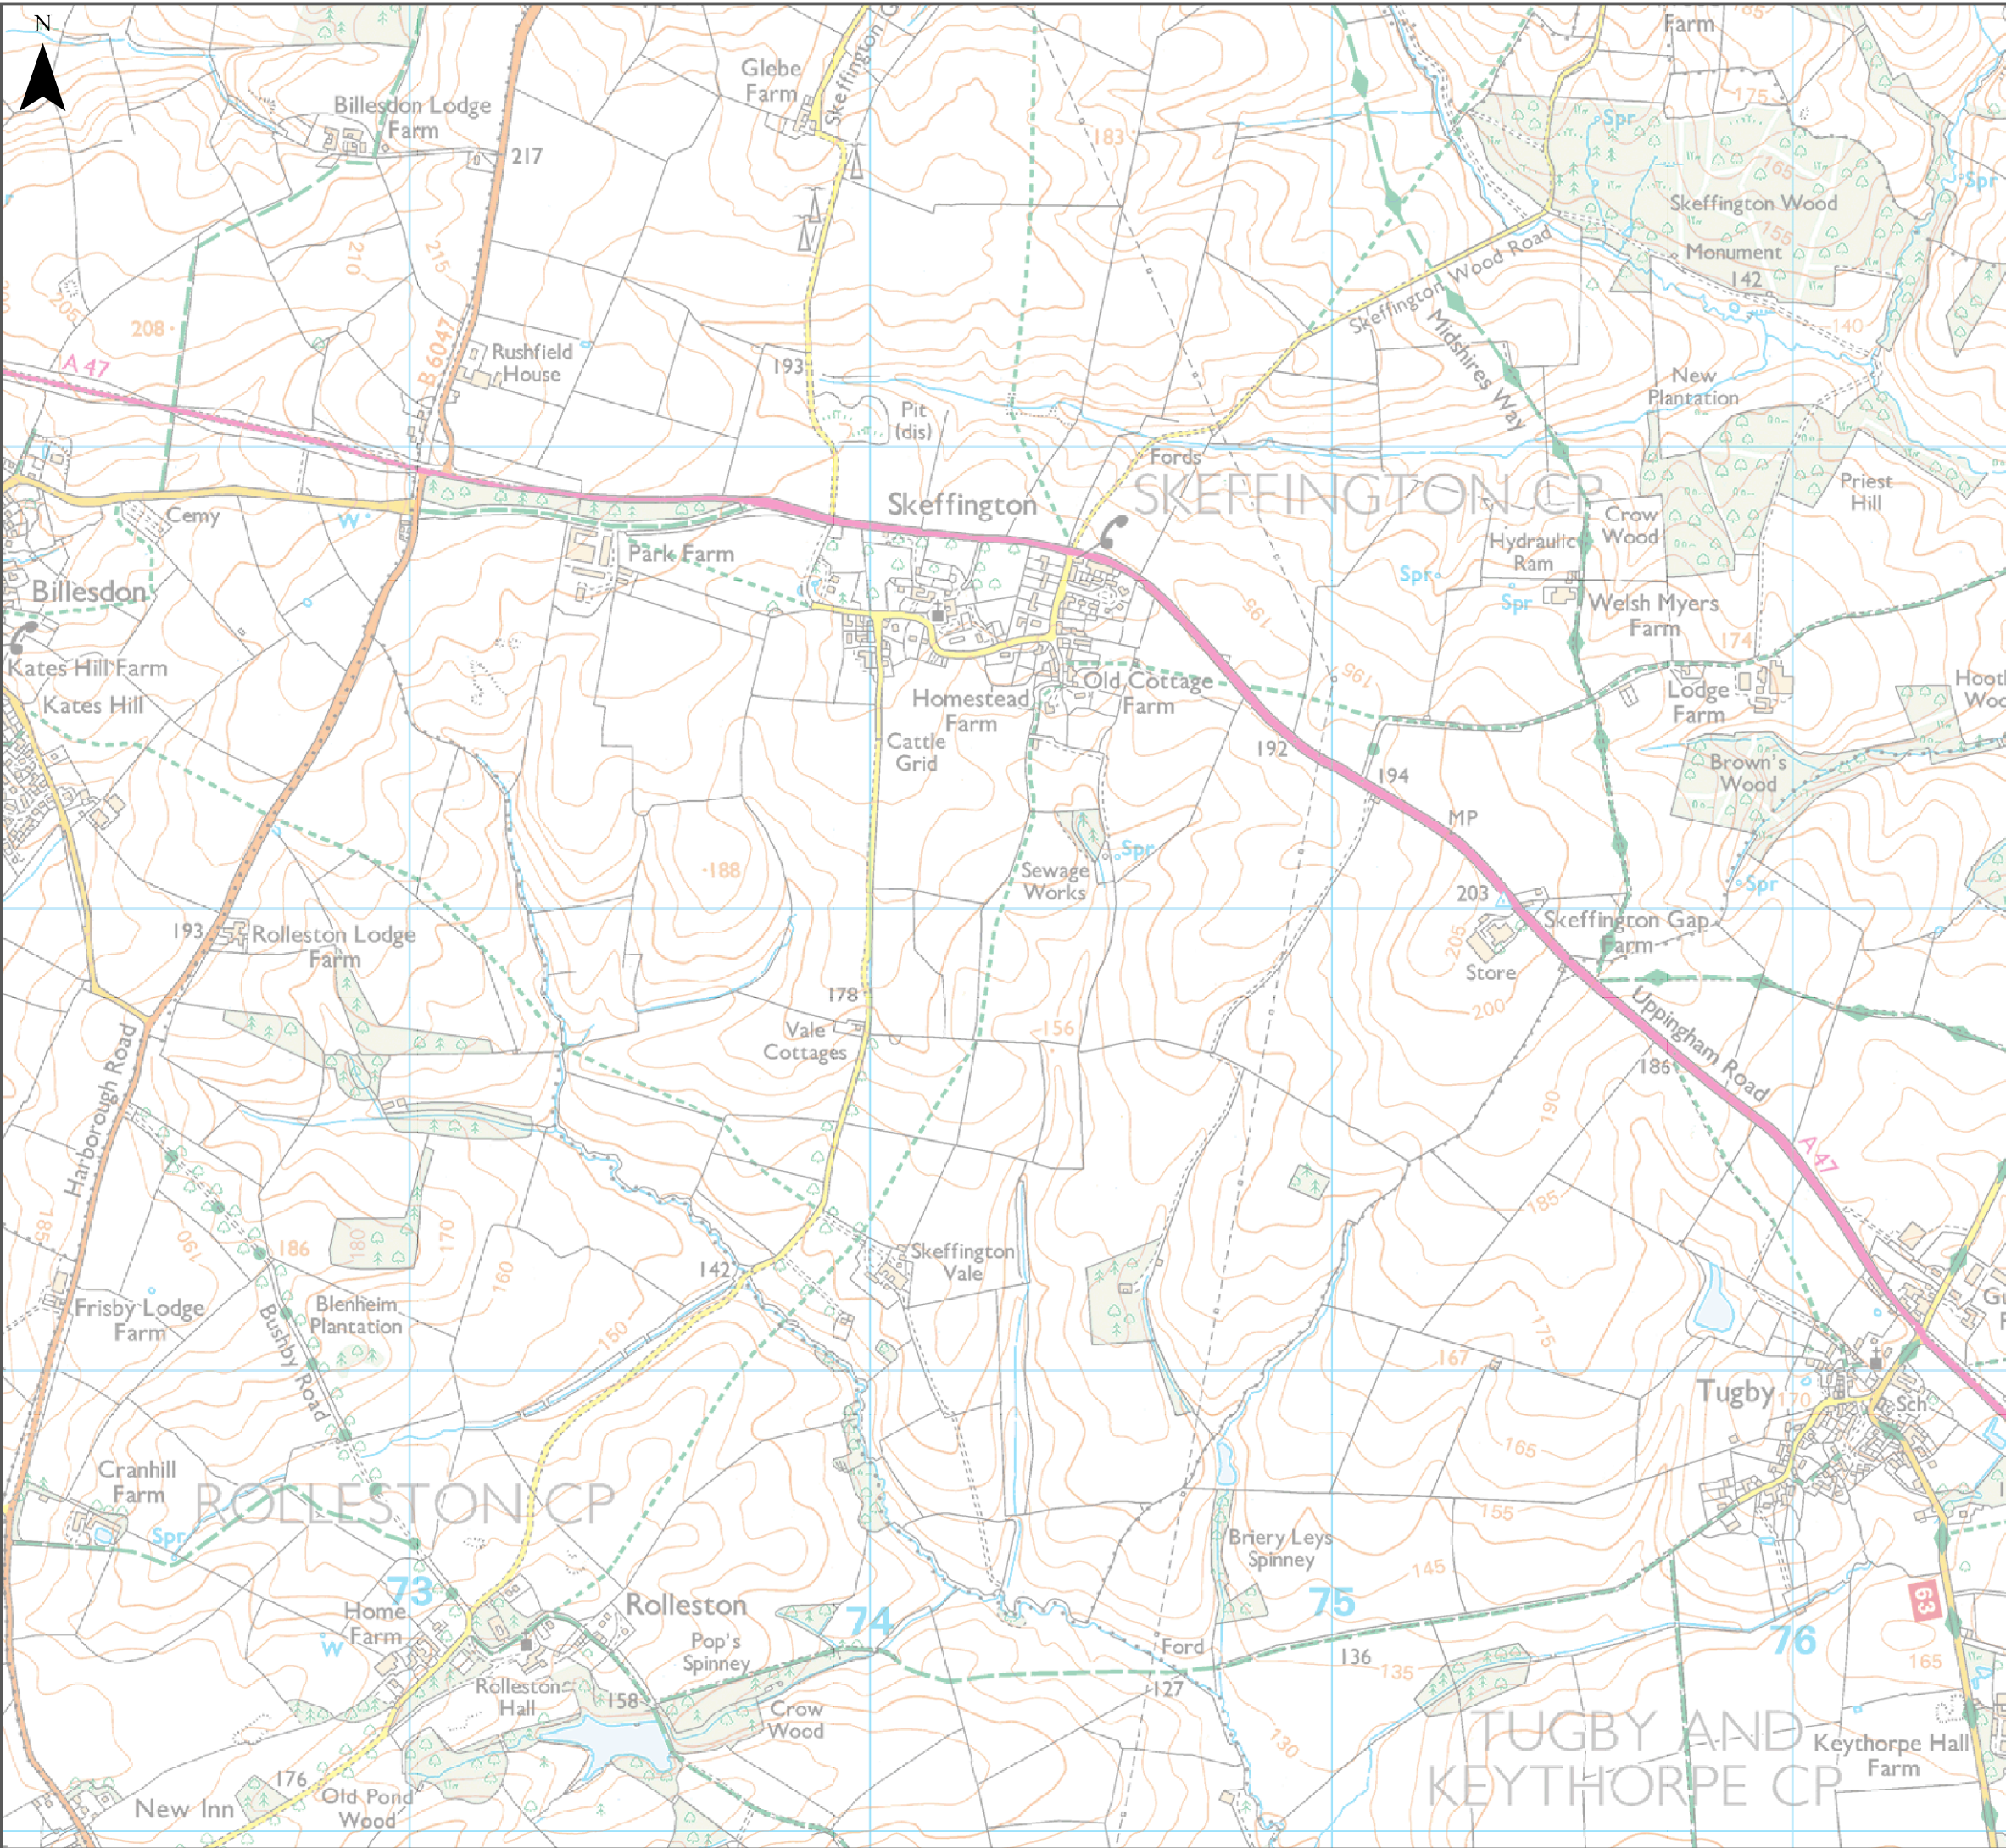 N
Farm
185
Glebe
Farm
Skeffington G
Billesdon Lodge
Farm
217
183
175
Spr
165
Spr
Skeffington Wood
155
Monument
142
Skeffington Wood Road
210
215
205
208
140
B 6047
A 47
Rushfield
House
193
Midshires Way
New
Plantation
Pit
(dis)
Fords
SKEFFINGTON CP
Priest
Hill
Skeffington
Cemy
W
Crow
Wood
Hydraulic
Ram
Park Farm
Spr
Spr
Billesdon
Welsh Myers
Farm
195
174
Kates Hill Farm
195
Old Cottage
Farm
Homestead
Farm
Lodge
Farm
Kates Hill
Cattle
Grid
192
194
Brown's
Wood
MP
188
Spr
Sewage
Works
203
Spr
193
Rolleston Lodge
Farm
Skeffington Gap
Farm
205
Store
178
200
Uppingham Road
Vale
Cottages
156
186
190
Harborough Road
A 47
185
185
190
186
180
170
160
Skeffington
Vale
142
Frisby Lodge
Farm
Bushby Road
Blenheim
Plantation
150
175
167
Tugby
70
Sch
165
Cranhill
Farm
ROLLESTON CP
Spr
155
Briery Leys
Spinney
145
73
Home
Farm
W
Rolleston
74
75
63
76
Pop's
Spinney
Ford
136
135
165
127
Rolleston
Hall
158
Crow
Wood
130
TUGBY AND
KEYTHORPE CP
Keythorpe Hall
Farm
176
New Inn
Old Pond
Wood